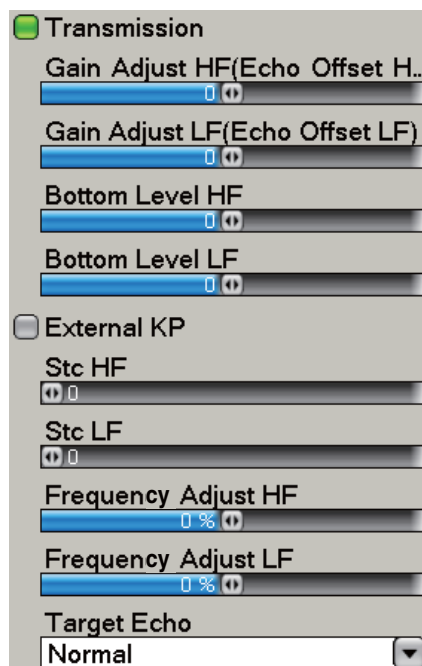 Transmission
Gain Adjust HF(Echo Offset H..
0
Gain Adjust LF(Echo Offset LF)
0
Bottom Level HF
0
Bottom Level LF
0
External KP
Stc HF
0
Stc LF
0
Frequency Adjust HF
0 %
Frequency Adjust LF
0 %
Target Echo
Normal